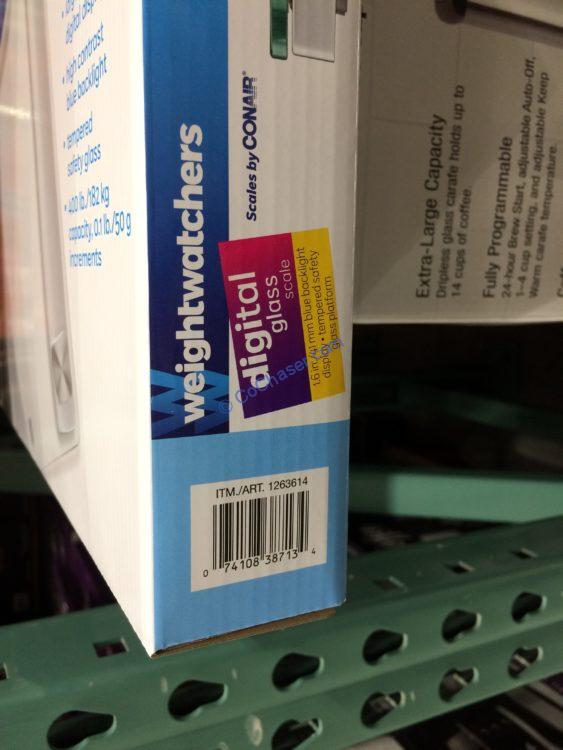 digital disp
• high contrast
blue backlight
• tempered
safety glass
• 400 lb./182 kg
capacity, 0.1 lb./50 g
increments
weightwatchers
Scales by CONAIR®
digital
glass
scale
1.6 in/41 mm blue backlight
display • tempered safety
glass platform
ITM./ART. 1263614
0 74108 38713 4
Extra-Large Capacity
Dripless glass carafe holds up to
14 cups of coffee.
Fully Programmable
24-hour Brew Start, adjustable Auto-Off,
1–4 cup setting, and adjustable Keep
Warm carafe temperature.